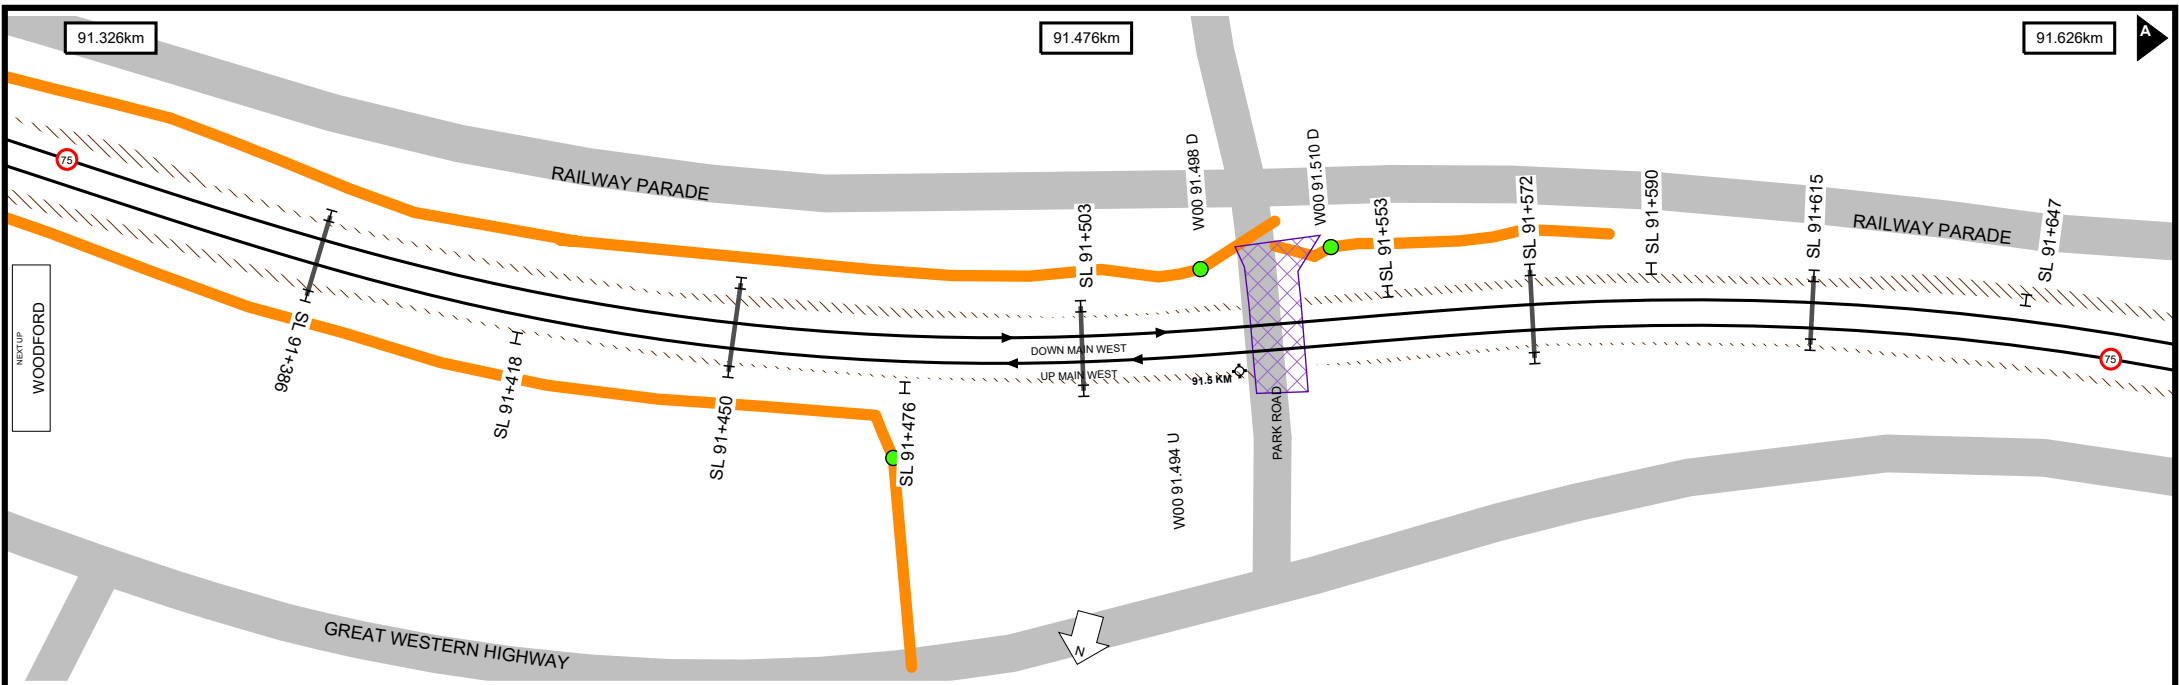 91.326km
91.476km
91.626km
A
75
RAILWAY PARADE
W00 91.498 D
W00 91.510 D
SL 91+503
SL 91+553
SL 91+572
SL 91+590
SL 91+615
RAILWAY PARADE
SL 91+647
NEXT UP
WOODFORD
SL 91+386
SL 91+418
SL 91+450
SL 91+476
DOWN MAIN WEST
UP MAIN WEST
91.5 KM
75
PARK ROAD
W00 91.494 U
GREAT WESTERN HIGHWAY
N